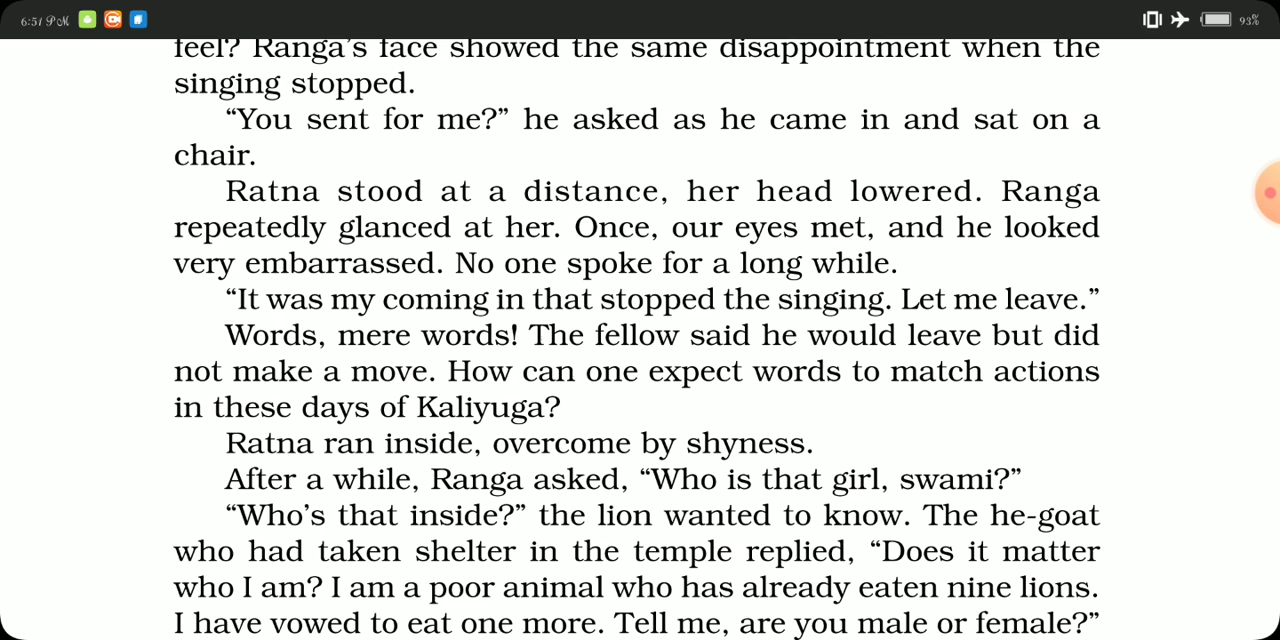 6:51 PM
93%
feel? Ranga's face showed the same disappointment when the
singing stopped.
“You sent for me?” he asked as he came in and sat on a
chair.
Ratna stood at a distance, her head lowered. Ranga
repeatedly glanced at her. Once, our eyes met, and he looked
very embarrassed. No one spoke for a long while.
“It was my coming in that stopped the singing. Let me leave.”
Words, mere words! The fellow said he would leave but did
not make a move. How can one expect words to match actions
in these days of Kaliyuga?
Ratna ran inside, overcome by shyness.
After a while, Ranga asked, “Who is that girl, swami?”
“Who's that inside?” the lion wanted to know. The he-goat
who had taken shelter in the temple replied, “Does it matter
who I am? I am a poor animal who has already eaten nine lions.
I have vowed to eat one more. Tell me, are you male or female?”